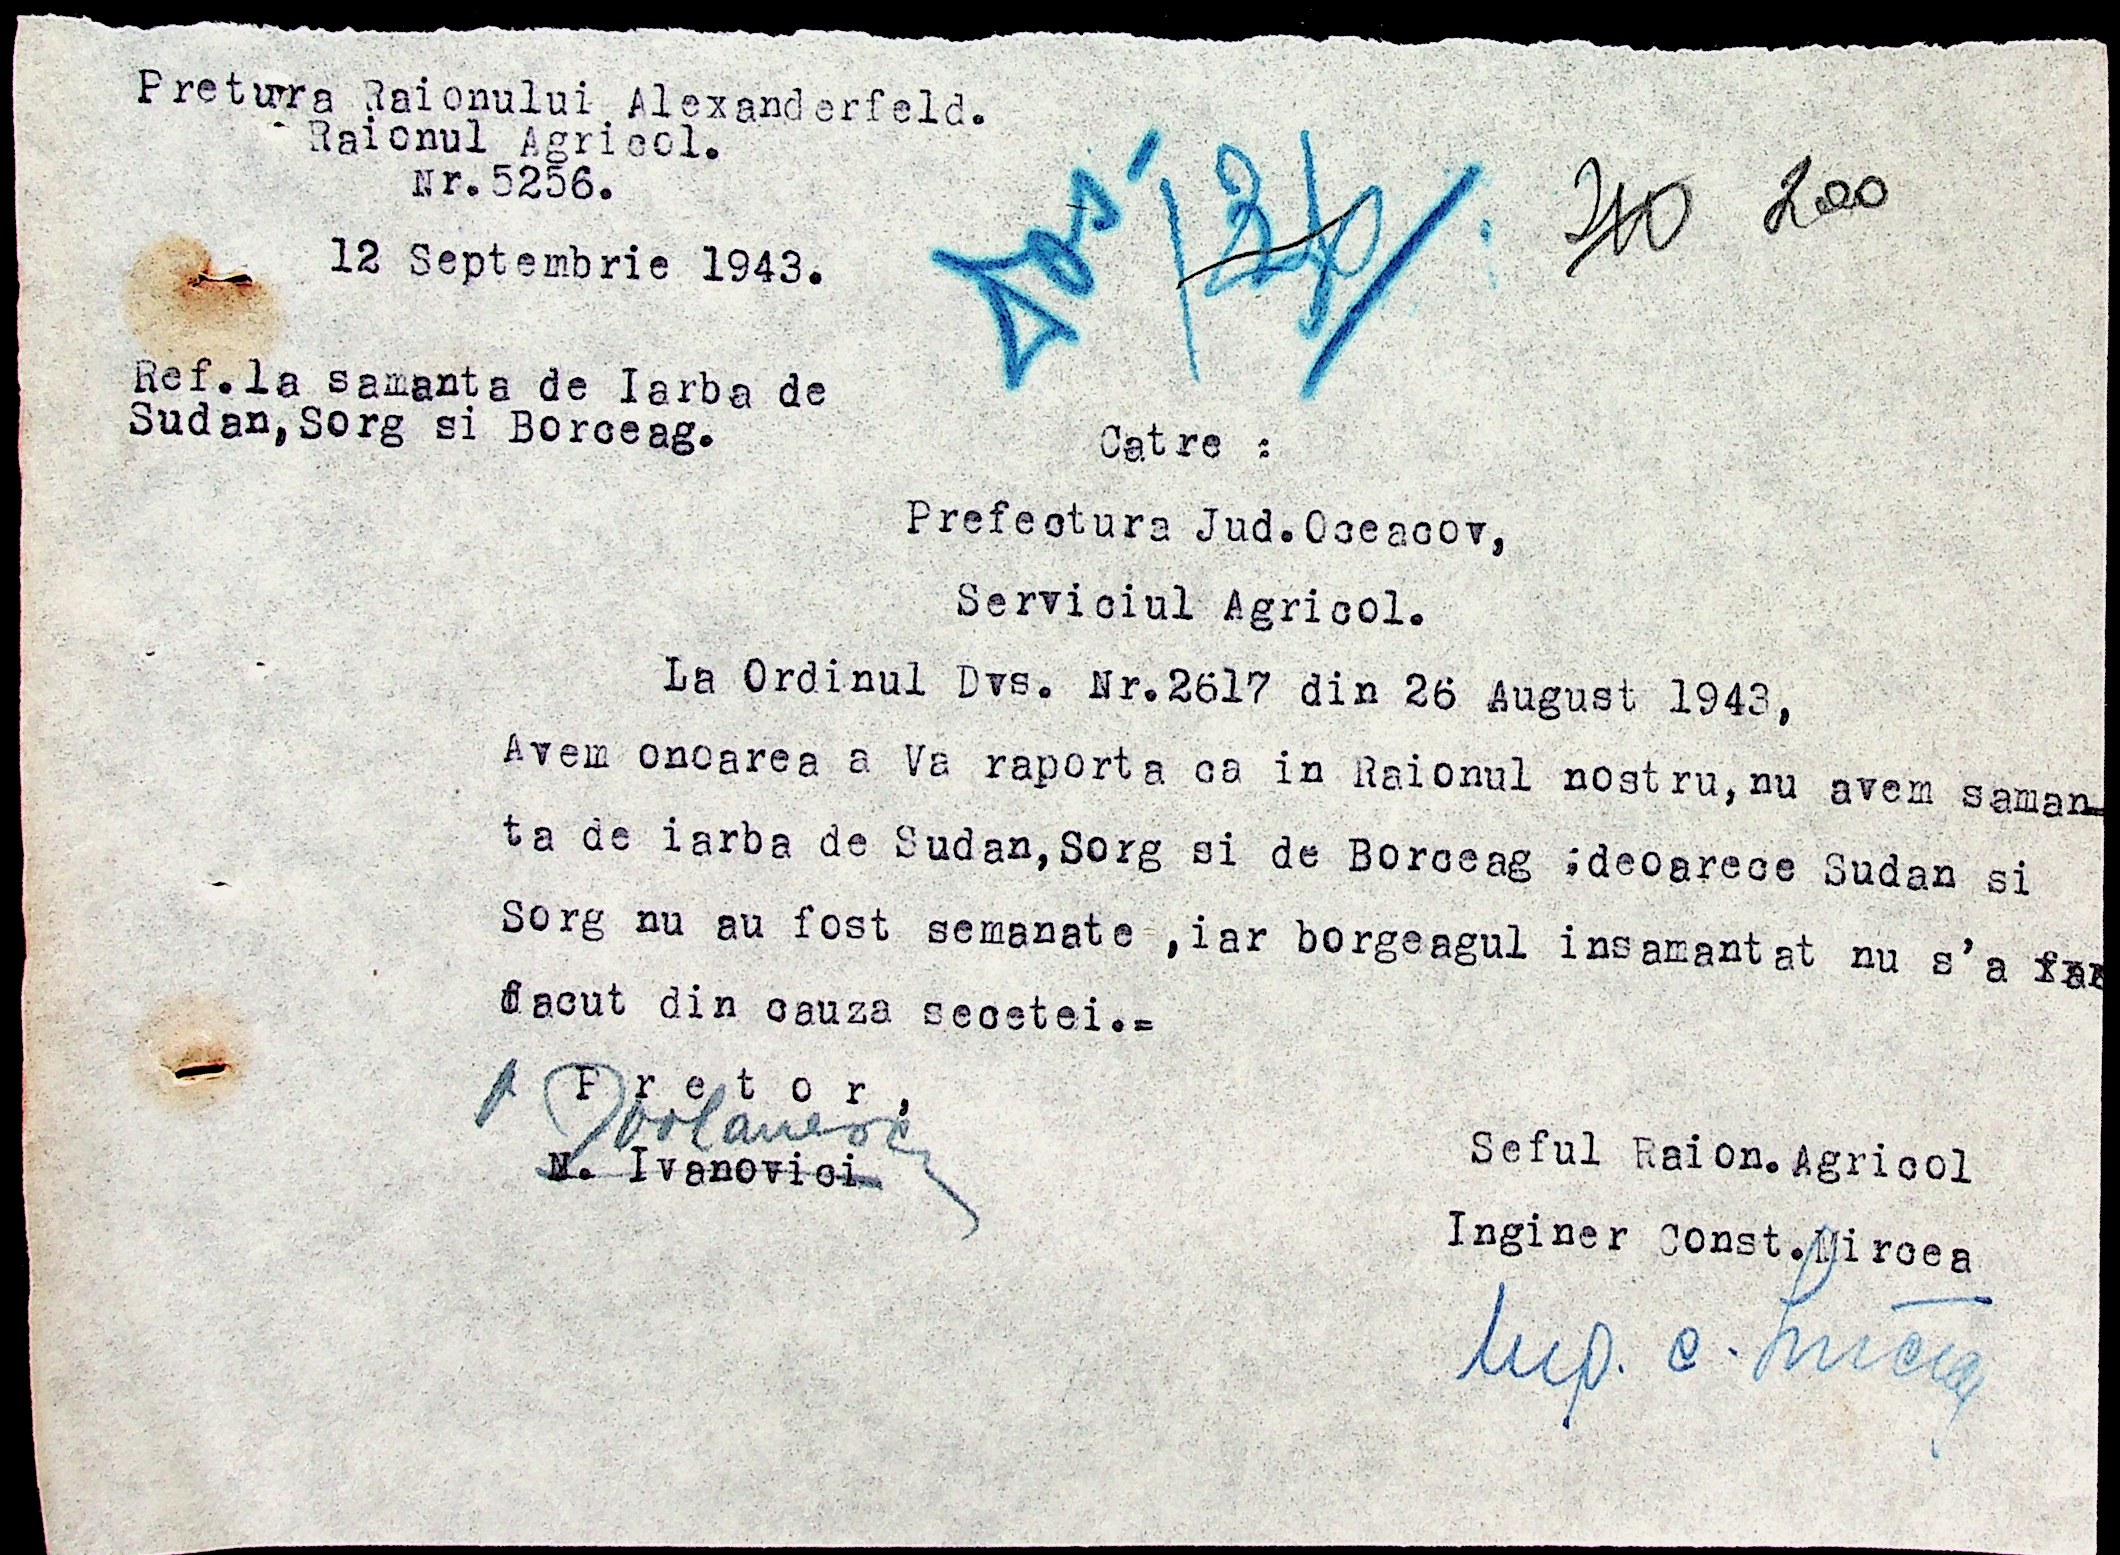 Pretura Raionului Alexanderfeld.
Raionul Agricol.
Nr.5256.
12 Septembrie 1943.
Dos
200
Ref.la samanta de Iarba de
Sudan,Sorg si Borceag.
Catre :
Prefectura Jud.Oceacov,
Serviciul Agricol.
La Ordinul Dvs. Nr.2617 din 26 August 1943,
Avem onoarea a Va raporta ca in Raionul nostru,nu avem saman-
ta de iarba de Sudan,Sorg si de Borceag ;deoarece Sudan si
Sorg nu au fost semanate ,iar borgeagul insamantat nu s'a
facut din cauza secetei.=
P r e t o r ,
N. Ivanovici
Seful Raion.Agricol
Inginer Const.Mircea
Ing. C. Mircea